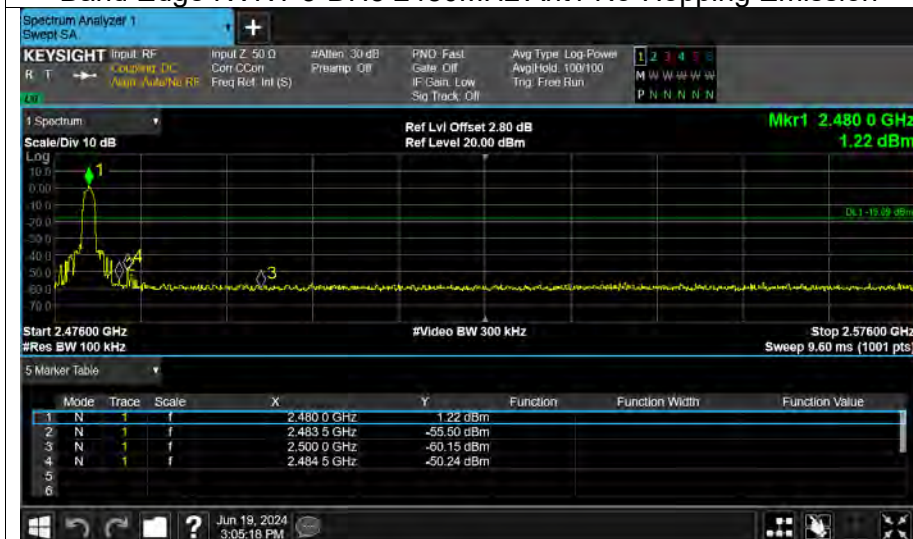 Spectrum Analyzer 1
Swept SA
+
KEYSIGHT Input: RF Input Z: 50 Ω #Atten: 30 dB PNO: Fast Avg Type: Log-Power 1 2 3 4 5 6
R T Coupling: DC Corr CCorr Preamp: Off Gate: Off Avg|Hold: 100/100 M W W W W W
Align: Auto/No RF Freq Ref: Int (S) IF Gain: Low Trig: Free Run
Sig Track: Off P N N N N N
1 Spectrum
Ref Lvl Offset 2.80 dB Mkr1 2.480 0 GHz
Scale/Div 10 dB Ref Level 20.00 dBm 1.22 dBm
Log
10.0
0.00
-10.0
-20.0
-30.0
-40.0
-50.0
-60.0
-70.0
1
4
3
Start 2.47600 GHz #Video BW 300 kHz Stop 2.57600 GHz
#Res BW 100 kHz Sweep 9.60 ms (1001 pts)
5 Marker Table
Mode Trace Scale X Y Function Function Width Function Value
1 N 1 f 2.480 0 GHz 1.22 dBm
2 N 1 f 2.483 5 GHz -55.50 dBm
3 N 1 f 2.500 0 GHz -60.15 dBm
4 N 1 f 2.484 5 GHz -50.24 dBm
5
6
?
Jun 19, 2024
3:05:18 PM